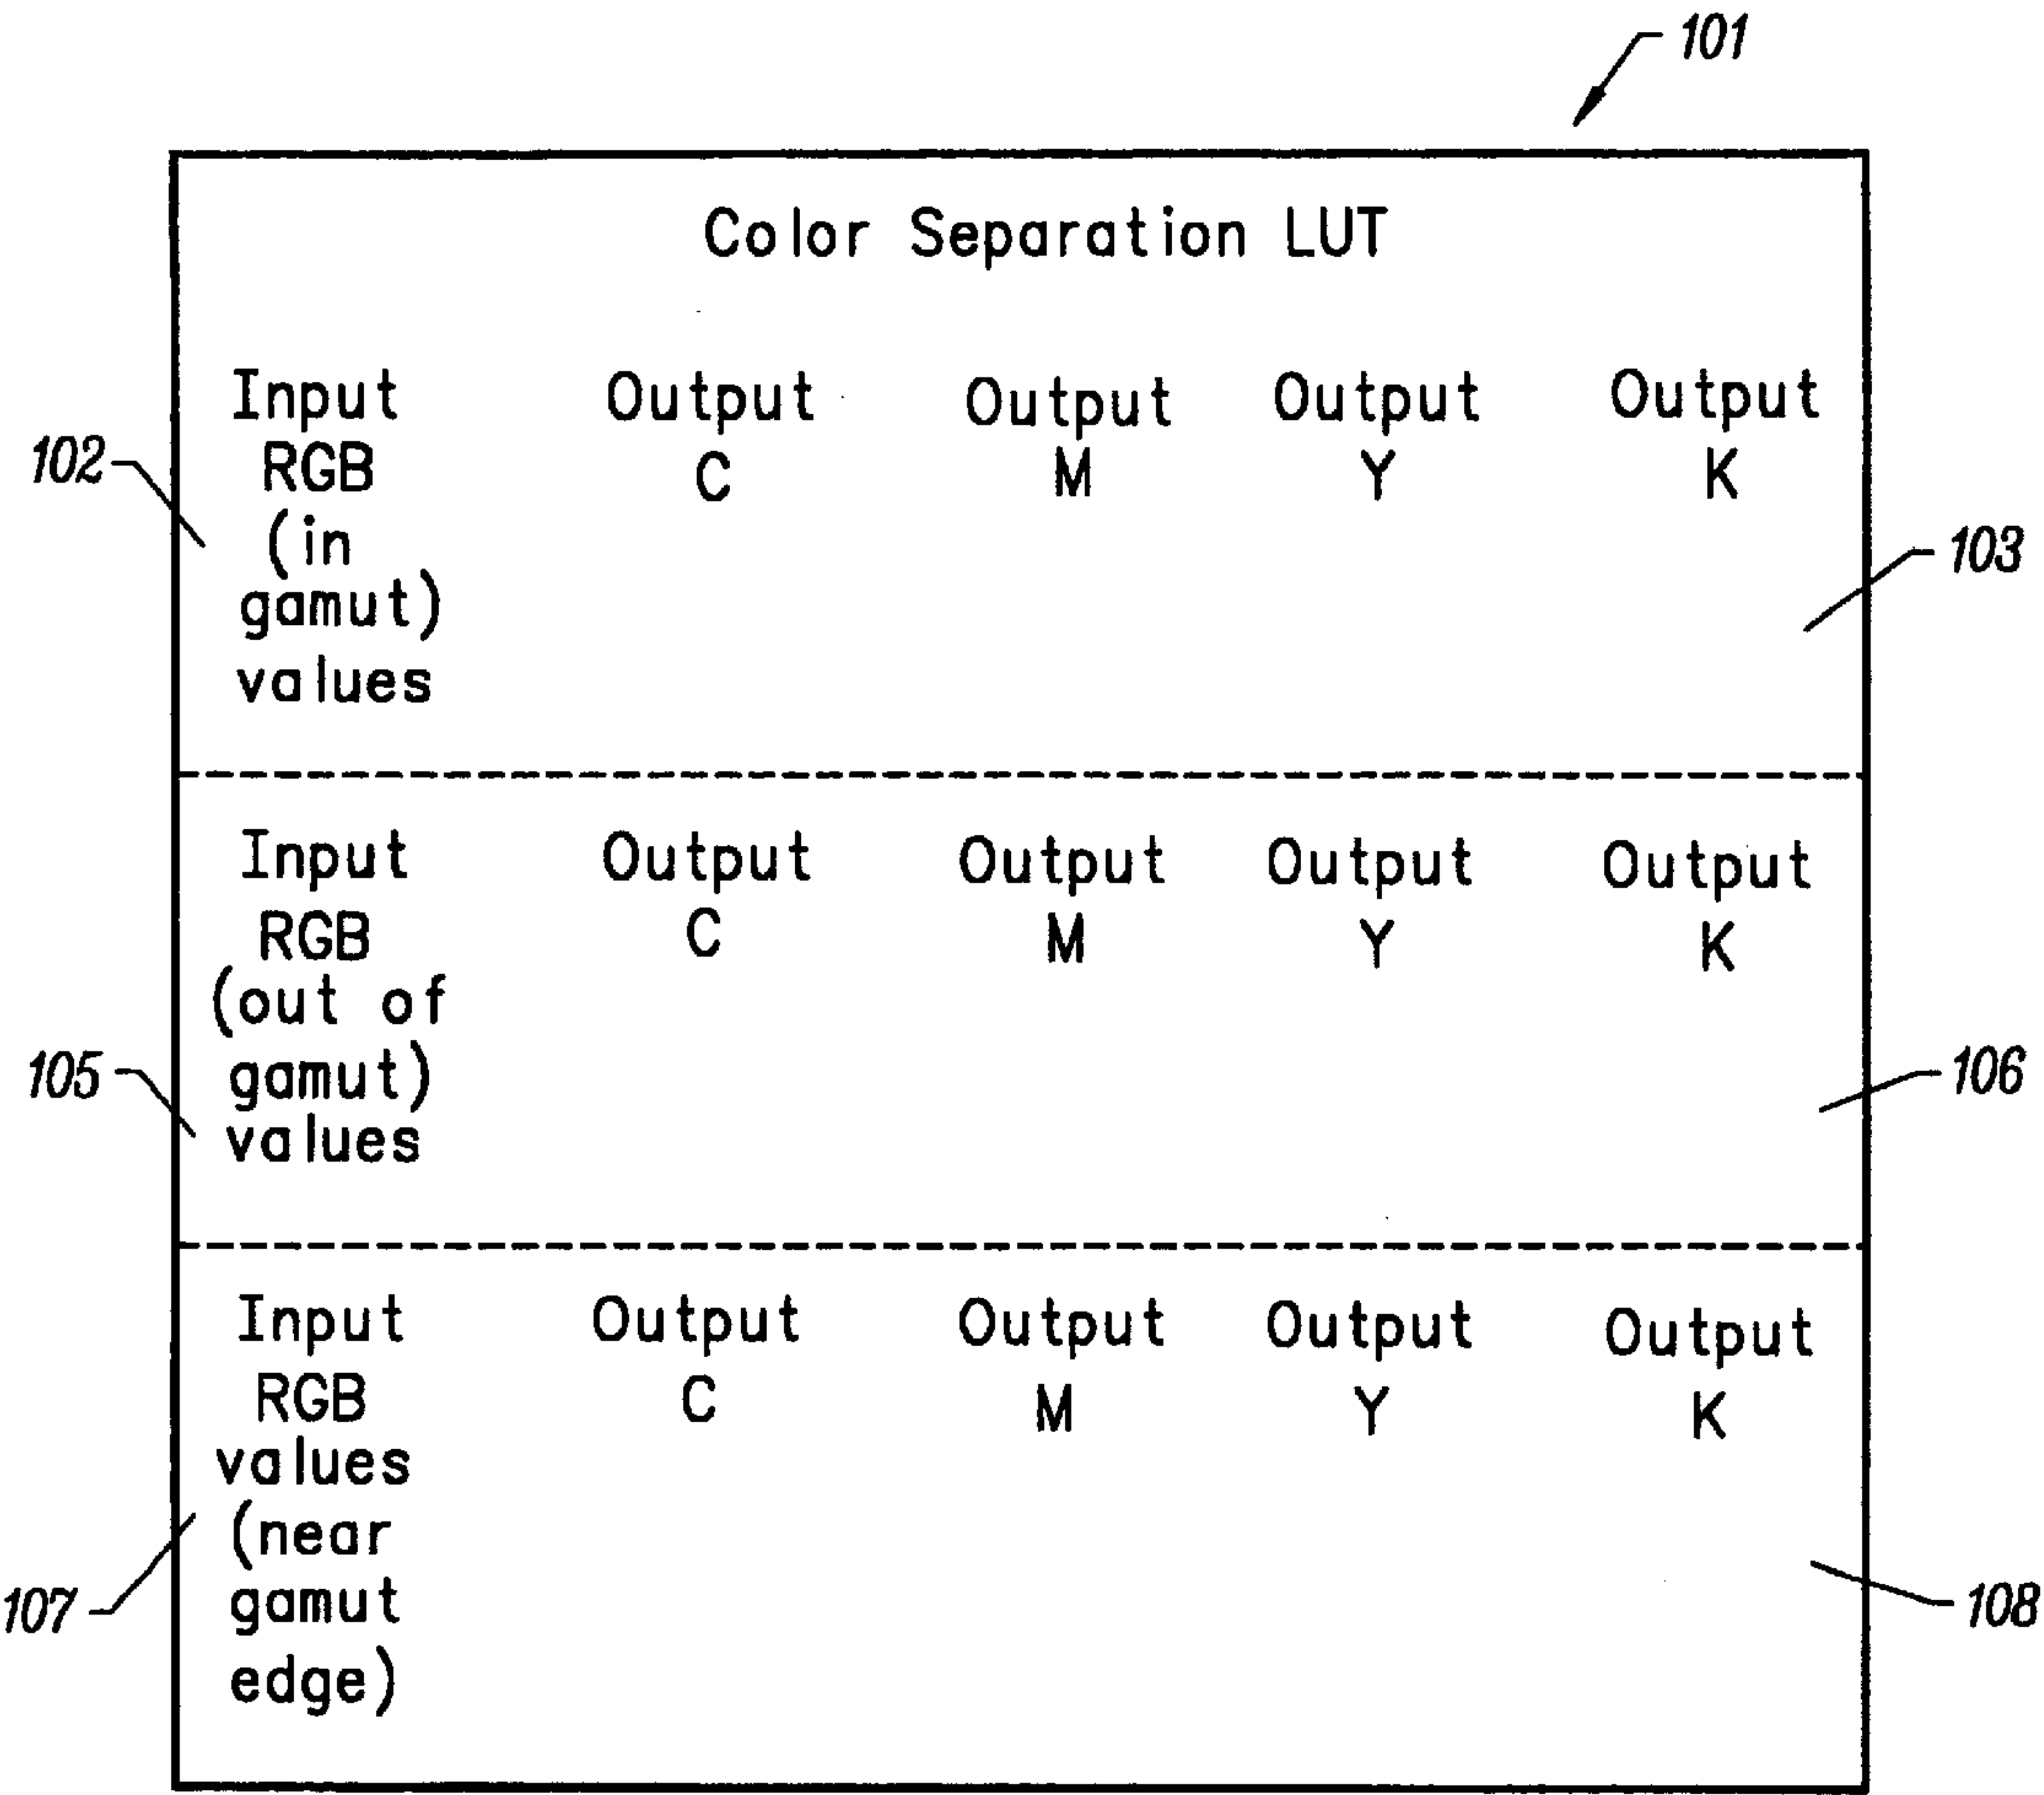 101
Color Separation LUT
Input Output Output Output Output
RGB C M Y K
102
(in
103
gamut)
values
Input Output Output Output Output
RGB C M Y K
(out of
105
gamut)
106
values
Input Output Output Output Output
RGB C M Y K
values
(near
107
gamut
108
edge)